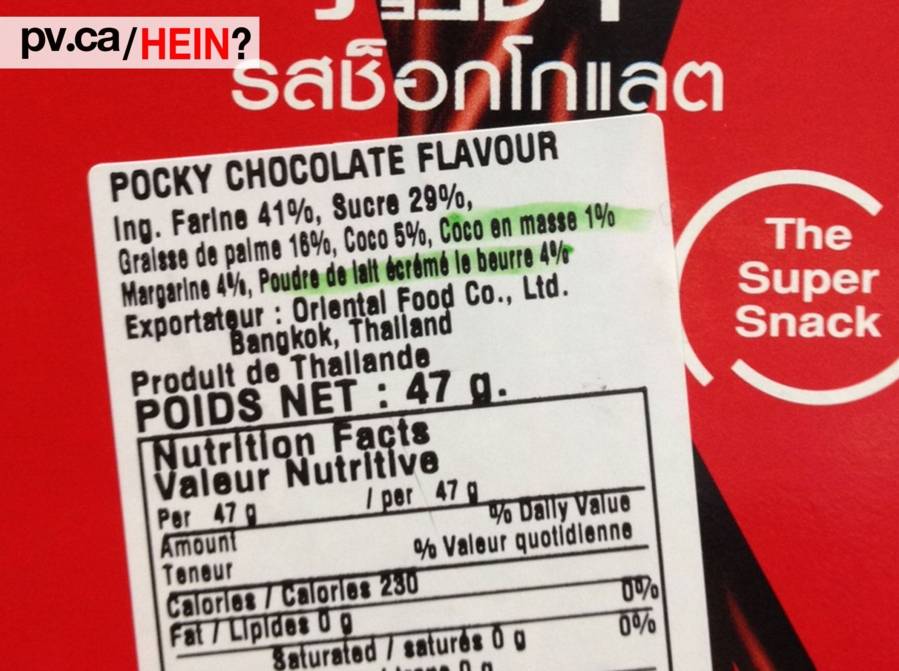 pv.ca/HEIN?
รสช็อกโกแลต
The
Super
Snack
POCKY CHOCOLATE FLAVOUR
Ing. Farine 41%, Sucre 29%,
Graisse de palme 16%, Coco 5%, Coco en masse 1%
Margarine 4%, Poudre de lait écrémé le beurre 4%
Exportateur : Oriental Food Co., Ltd.
Bangkok, Thailand
Produit de Thallande
POIDS NET : 47 g.
Nutrition Facts
Valeur Nutritive
Per 47 g / per 47 g
% Daily Value
Amount
% Valeur quotidienne
Teneur
Calories / Calories 230
Fat / Lipides 0 g 0%
Saturated / saturés 0 g 0%